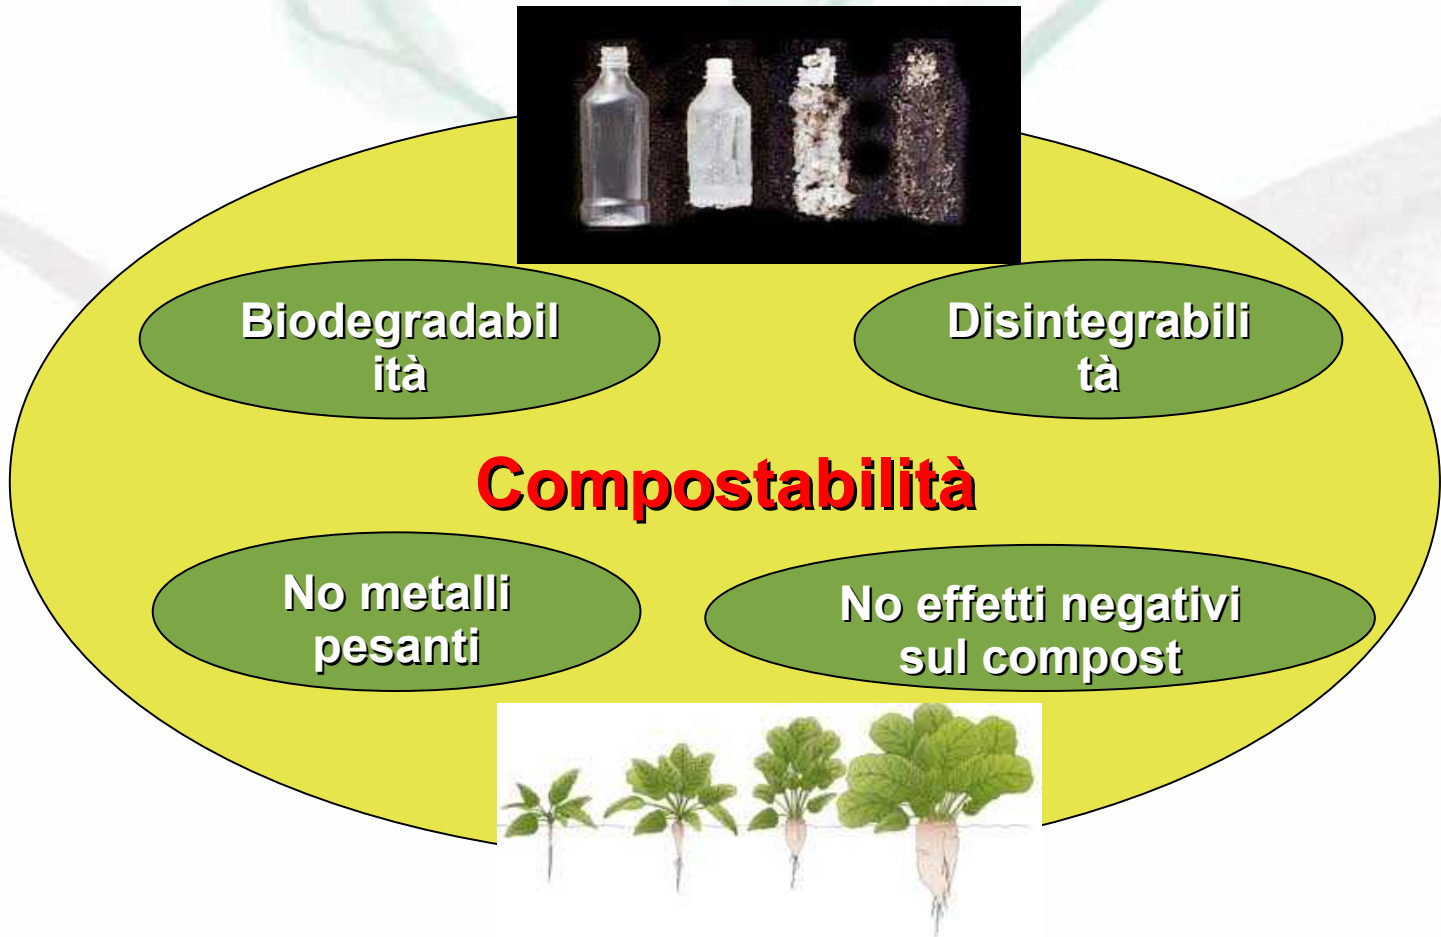 Biodegradabil
ità
Disintegrabili
tà
Compostabilità
No metalli
pesanti
No effetti negativi
sul compost